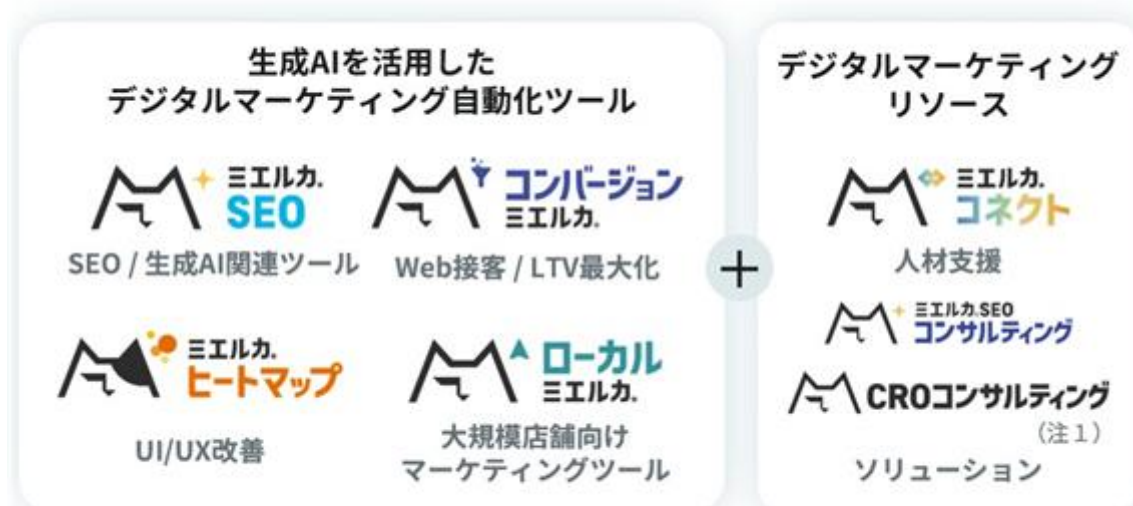 生成AIを活用した
デジタルマーケティング自動化ツール
ミエルカ.
SEO
SEO / 生成AI関連ツール
コンバージョン
ミエルカ.
Web接客 / LTV最大化
ミエルカ.
ヒートマップ
UI/UX改善
ローカル
ミエルカ.
大規模店舗向け
マーケティングツール
+
デジタルマーケティング
リソース
ミエルカ.
コネクト
人材支援
ミエルカ.SEO
コンサルティング
CROコンサルティング
（注１）
ソリューション